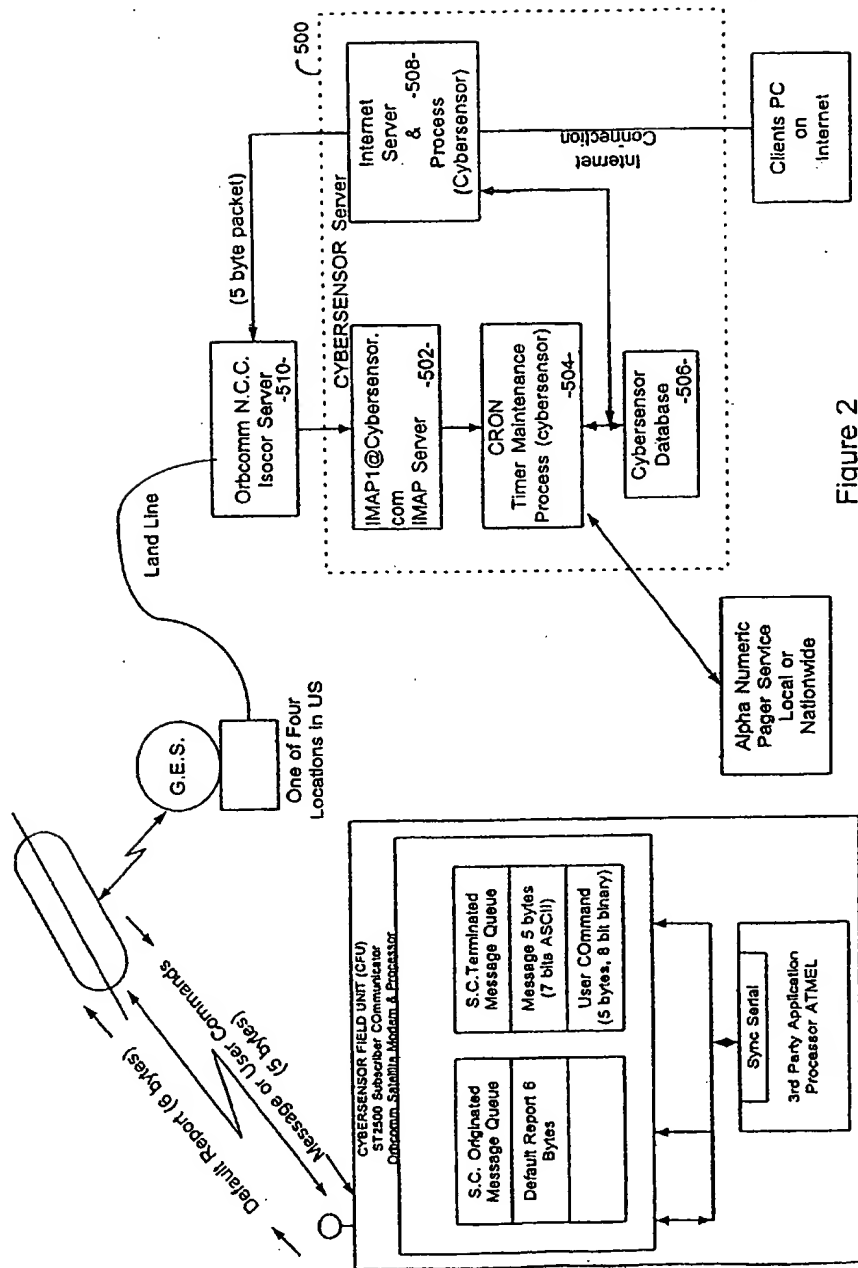 Default Report (6 bytes)
Message or User Commands
(5 bytes)
G.E.S.
One of Four
Locations in US
Land Line
Orbcomm N.C.C.
Isocor Server
-510-
(5 byte packet)
500
CYBERSENSOR Server
IMAP1@Cybersensor.
com
IMAP Server -502-
Internet
Server
&
-508-
Process
(Cybersensor)
CRON
Timer Maintenance
Process (cybersensor)
-504-
Cybersensor
Database
-506-
Internet
Connection
Clients PC
on
Internet
Alpha Numeric
Pager Service
Local or
Nationwide
CYBERSENSOR FIELD UNIT (CFU)
ST2500 Subscriber Communicator
Orbcomm Satellite Modem & Processor
S.C. Originated
Message Queue
Default Report 6
Bytes
S.C.Terminated
Message Queue
Message 5 bytes
(7 bits ASCII)
User COmmand
(5 bytes, 8 bit binary)
Sync Serial
3rd Party Application
Processor ATMEL
Figure 2